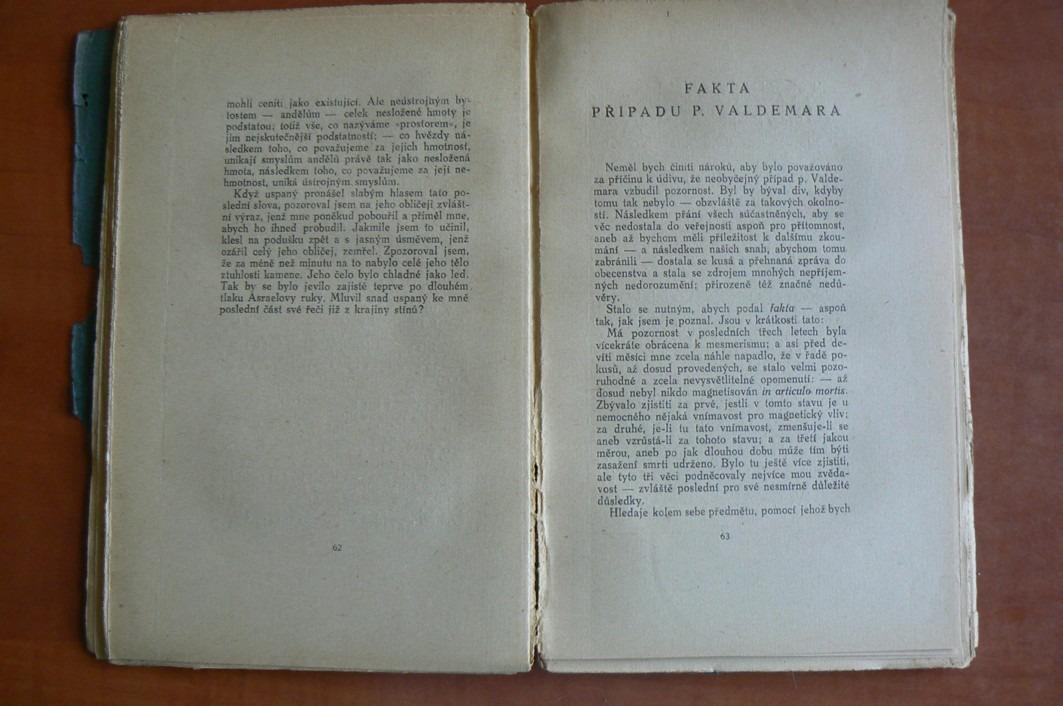 mohli ceniti jako existující. Ale neústrojným by-
tostem — andělům — celek nesložené hmoty je
podstatou; totiž vše, co nazýváme »prostorem«, je
jim nejskutečnější podstatností; — co hvězdy ná-
sledkem toho, co považujeme za jejich hmotnost,
unikají smyslům andělů právě tak jako nesložená
hmota, následkem toho, co považujeme za její ne-
hmotnost, uniká ústrojným smyslům.
Když uspaný pronášel slabým hlasem tato po-
slední slova, pozoroval jsem na jeho obličeji zvlášt-
ní výraz, jenž mne poněkud pobouřil a přiměl mne,
abych ho ihned probudil. Jakmile jsem to učinil,
klesl na podušku zpět a s jasným úsměvem, jenž
ozářil celý jeho obličej, zemřel. Zpozoroval jsem,
že za méně než minutu na to nabylo celé jeho tělo
ztuhlosti kamene. Jeho čelo bylo chladné jako led.
Tak by se bylo jevilo zajisté teprve po dlouhém
tlaku Asraelovy ruky. Mluvil snad uspaný ke mně
poslední část své řeči již z krajiny stínů?
62
FAKTA
PŘÍPADU P. VALDEMARA
Neměl bych činiti nároků, aby bylo považováno
za příčinu k údivu, že neobyčejný případ p. Valde-
mara vzbudil pozornost. Byl by býval div, kdyby
tomu tak nebylo — obzvláště za takových okolno-
stí. Následkem přání všech súčastněných, aby se
věc nedostala do veřejnosti aspoň pro přítomnost,
aneb až bychom měli příležitost k dalšímu zkou-
mání — a následkem našich snah, abychom tomu
zabránili — dostala se kusá a přehnaná zpráva do
obecenstva a stala se zdrojem mnohých nepříjem-
ných nedorozumění; přirozeně též značné nedů-
věry.
Stalo se nutným, abych podal fakta — aspoň
tak, jak jsem je poznal. Jsou v krátkosti tato:
Má pozornost v posledních třech letech byla
vícekráte obrácena k mesmerismu; a asi před de-
víti měsíci mne zcela náhle napadlo, že v řadě po-
kusů, až dosud provedených, se stalo velmi pozo-
ruhodné a zcela nevysvětlitelné opomenutí: — až
dosud nebyl nikdo magnetisován in articulo mortis.
Zbývalo zjistiti za prvé, jestli v tomto stavu je u
nemocného nějaká vnímavost pro magnetický vliv;
za druhé, je-li tu tato vnímavost, zmenšuje-li se
aneb vzrůstá-li za tohoto stavu; a za třetí jakou
měrou, aneb po jak dlouhou dobu může tím býti
zasažení smrti udrženo. Bylo tu ještě více zjistiti,
ale tyto tři věci podněcovaly nejvíce mou zvěda-
vost — zvláště poslední pro své nesmírně důležité
důsledky.
Hledaje kolem sebe předmětu, pomocí jehož bych
63